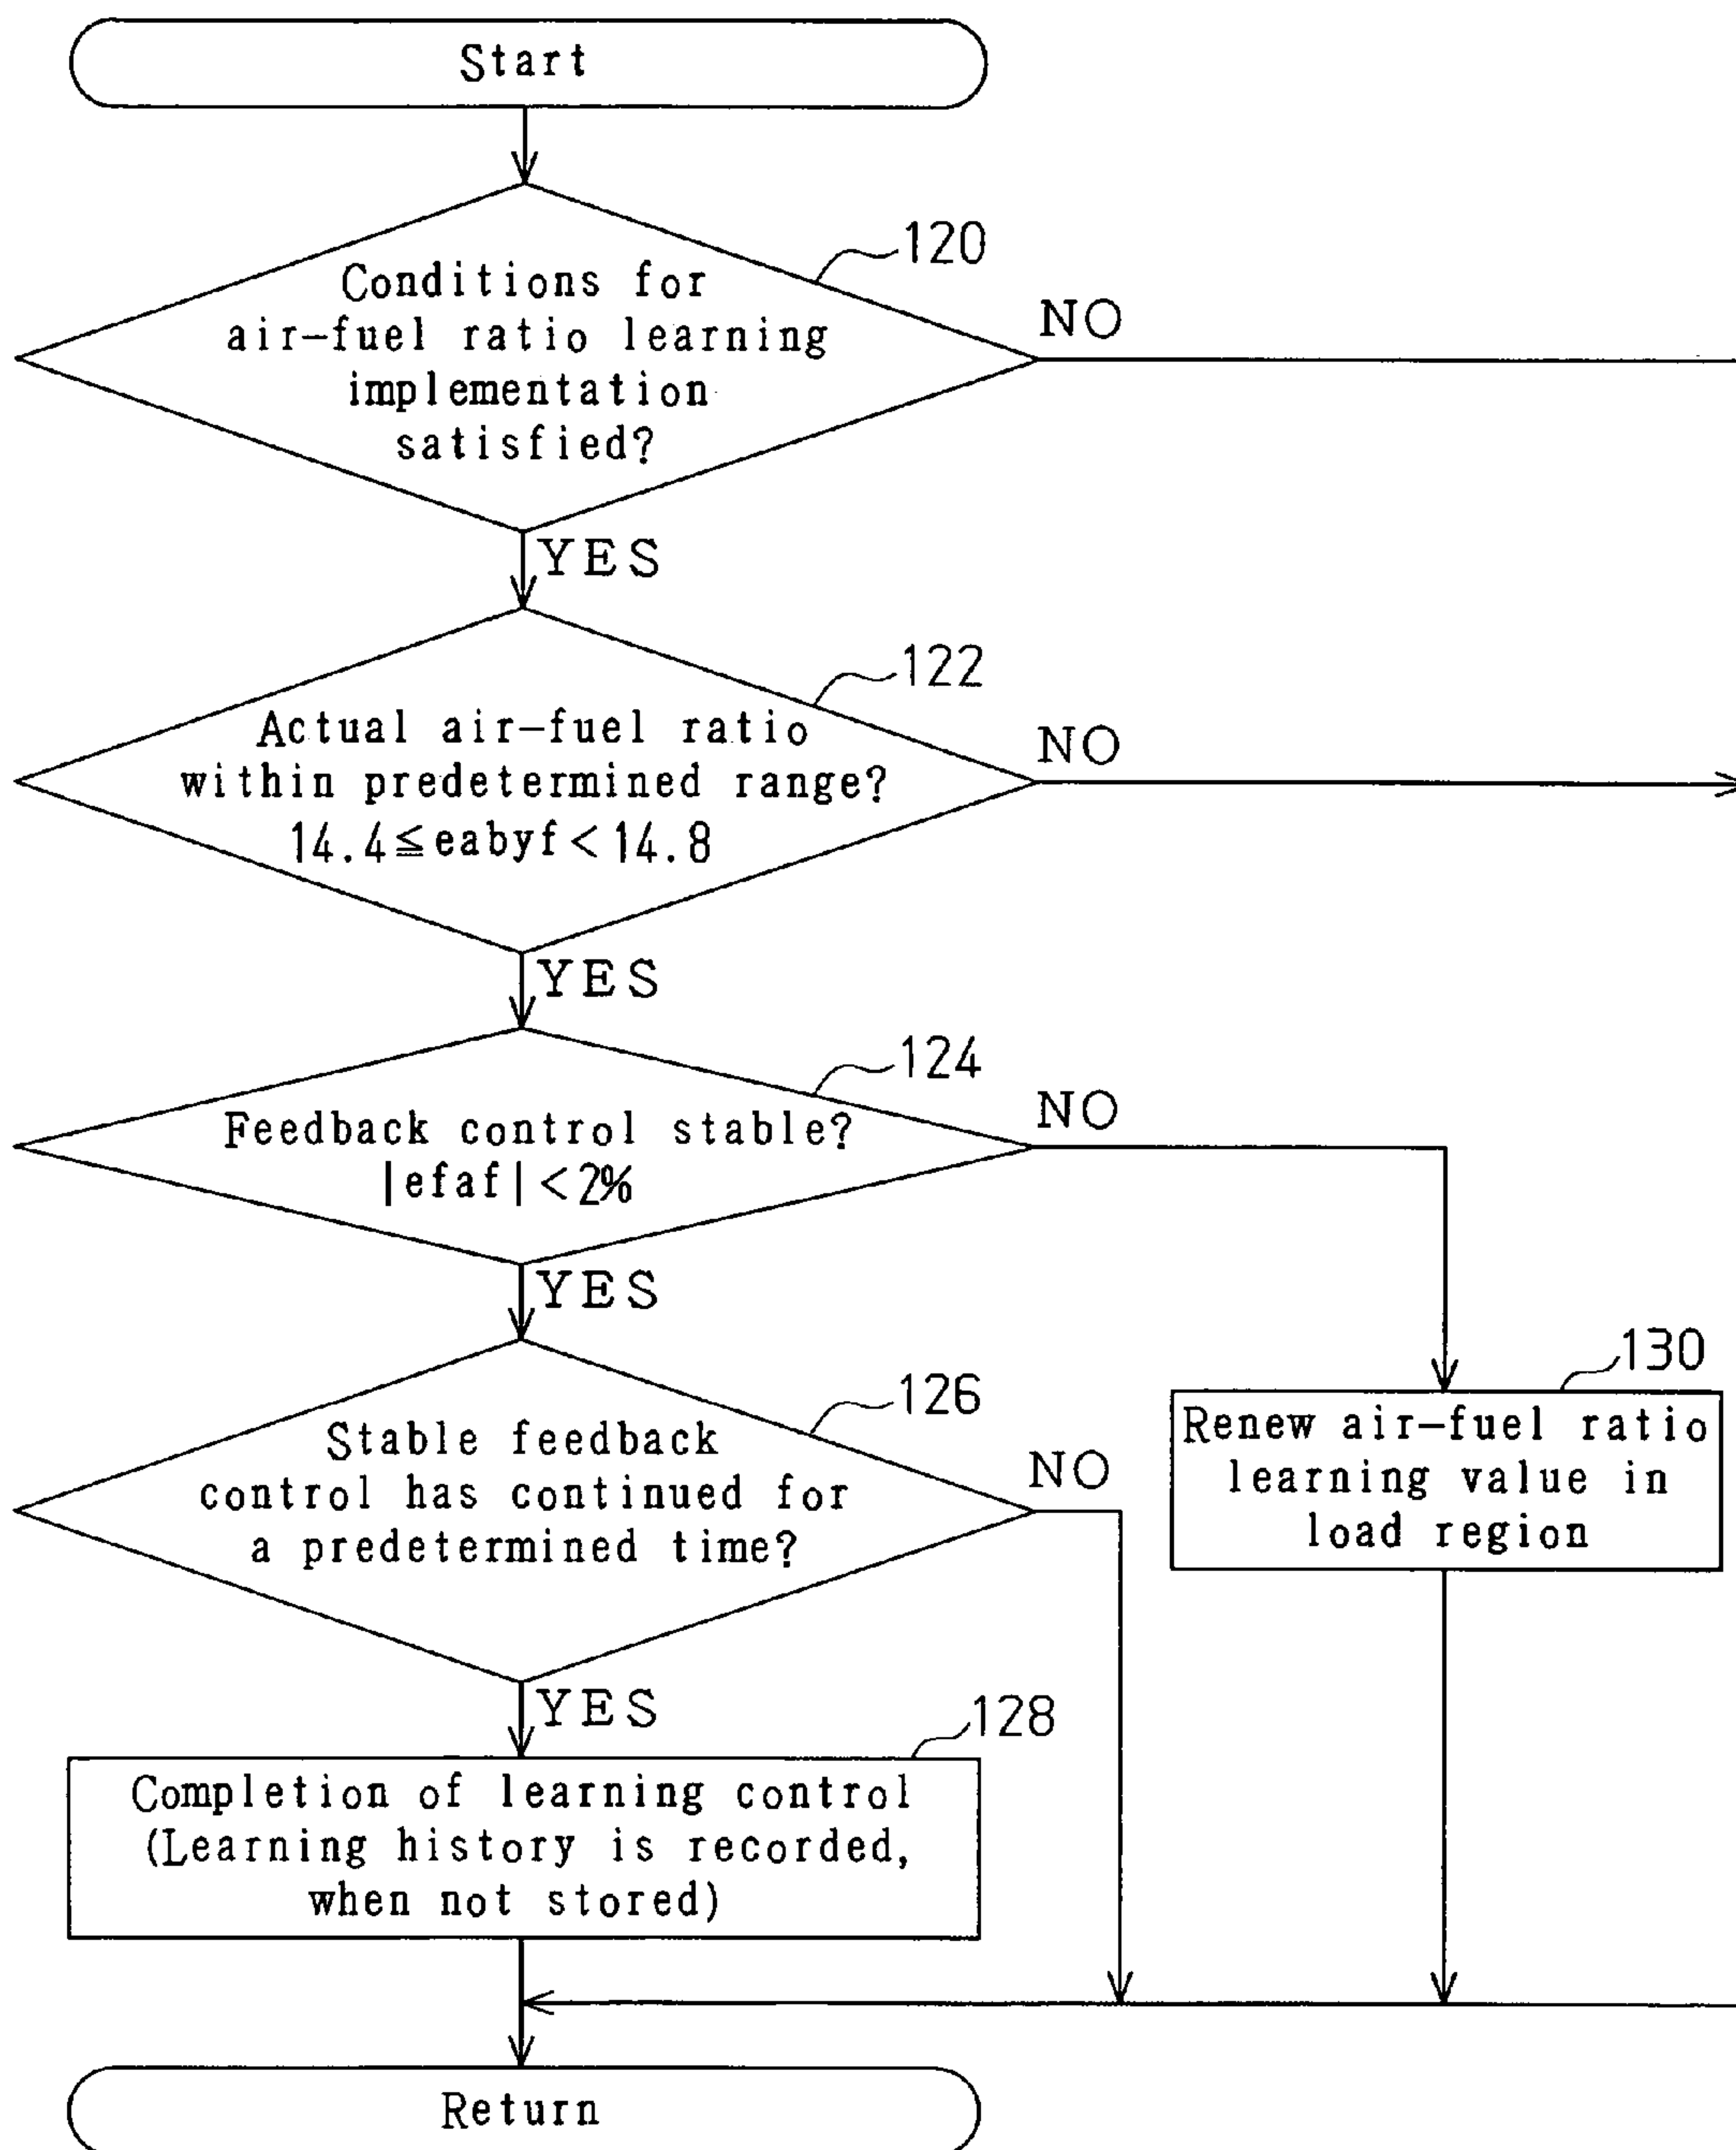 Start
120
Conditions for
air-fuel ratio learning
implementation
satisfied?
NO
YES
122
Actual air-fuel ratio
within predetermined range?
14.4≦eabyf<14.8
NO
YES
124
Feedback control stable?
|efaf|<2%
NO
YES
126
Stable feedback
control has continued for
a predetermined time?
NO
130
Renew air-fuel ratio
learning value in
load region
YES
128
Completion of learning control
(Learning history is recorded,
when not stored)
Return